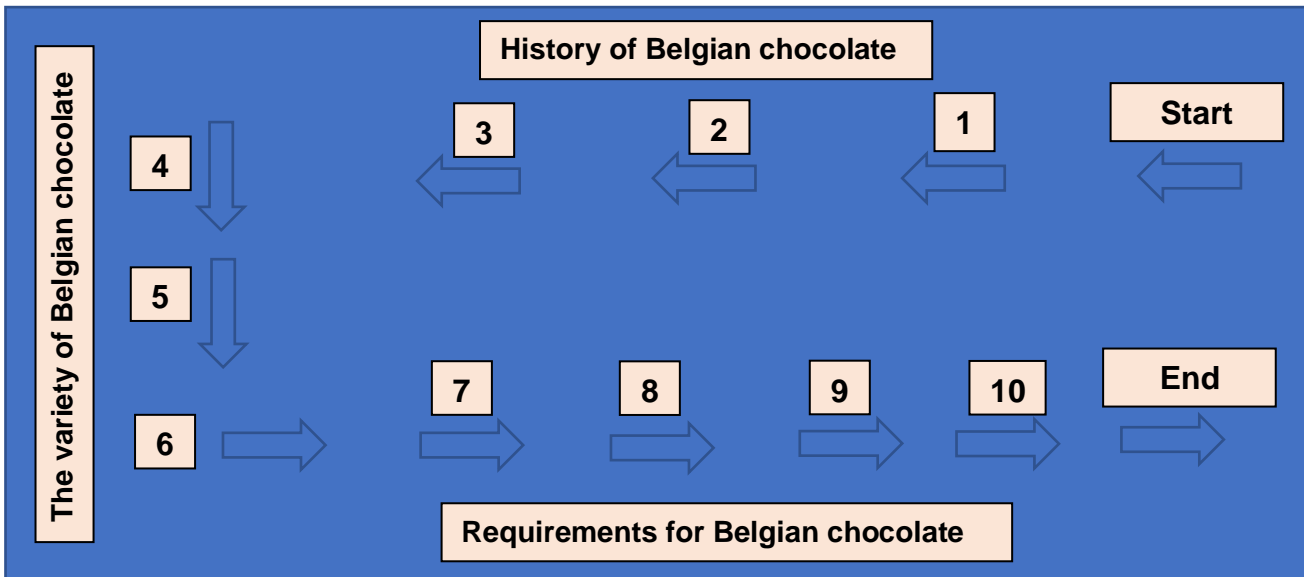 History of Belgian chocolate
Start
1
2
3
The variety of Belgian chocolate
4
5
6
7
8
9
10
End
Requirements for Belgian chocolate